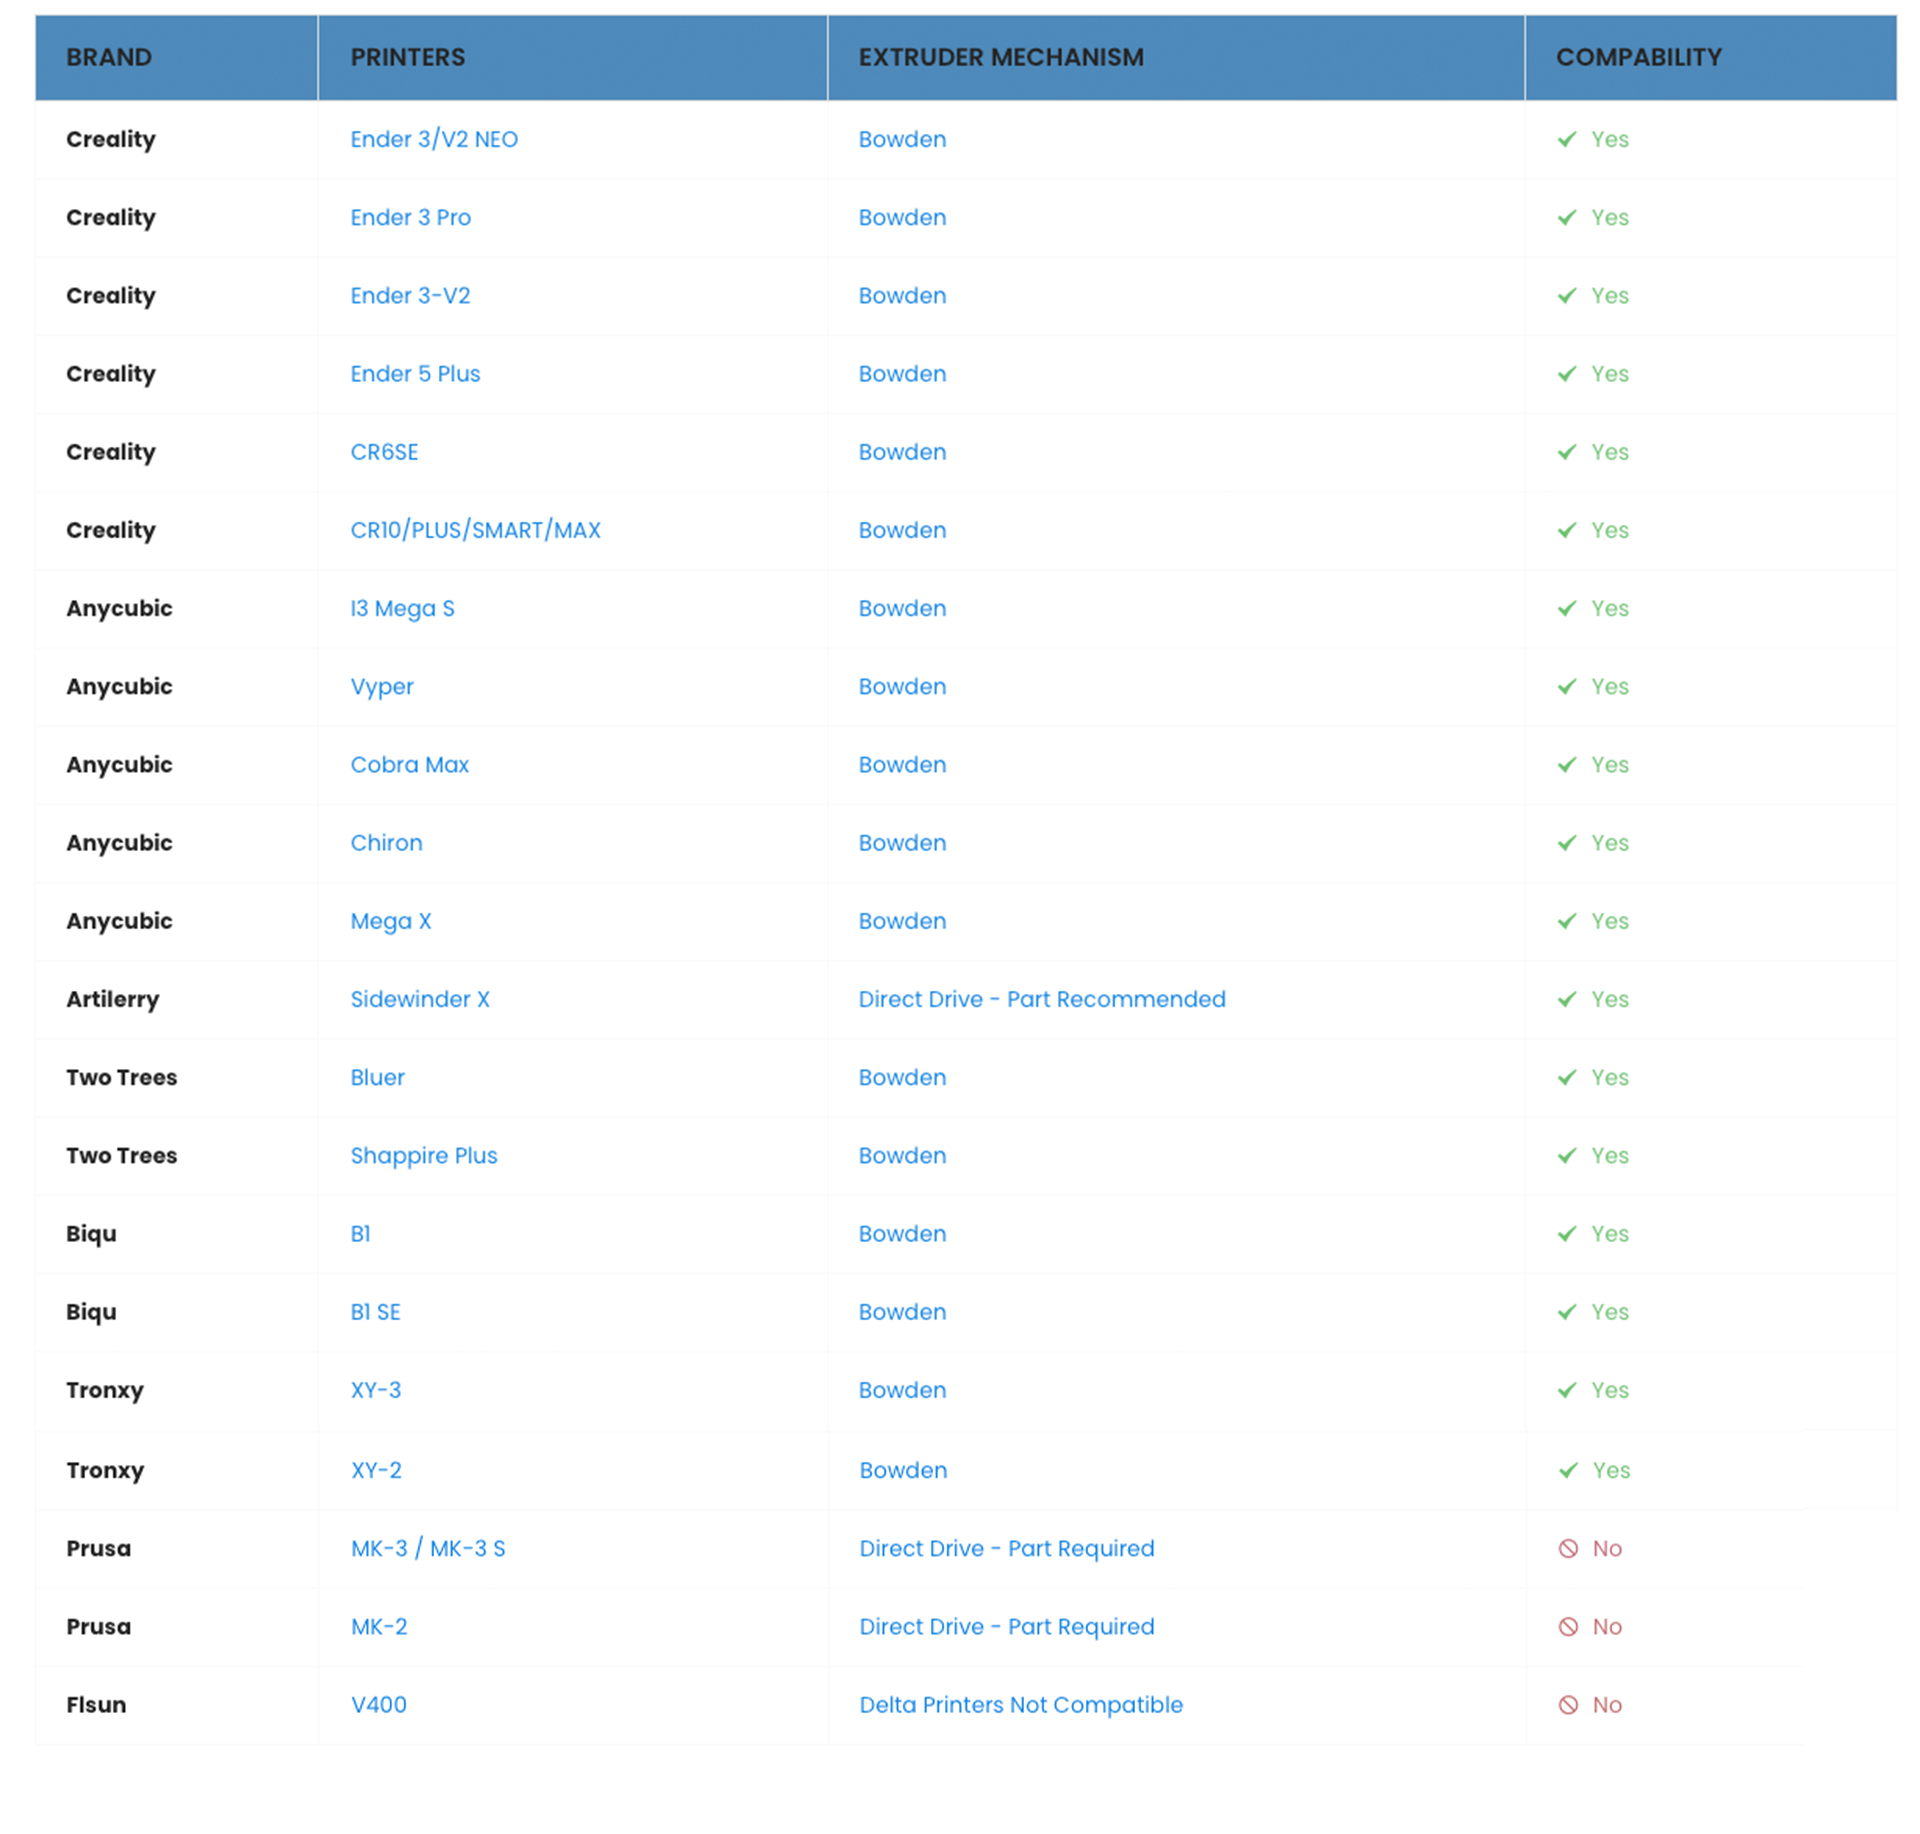 BRAND PRINTERS EXTRUDER MECHANISM COMPABILITY
Creality Ender 3/V2 NEO Bowden Yes
Creality Ender 3 Pro Bowden Yes
Creality Ender 3-V2 Bowden Yes
Creality Ender 5 Plus Bowden Yes
Creality CR6SE Bowden Yes
Creality CR10/PLUS/SMART/MAX Bowden Yes
Anycubic I3 Mega S Bowden Yes
Anycubic Vyper Bowden Yes
Anycubic Cobra Max Bowden Yes
Anycubic Chiron Bowden Yes
Anycubic Mega X Bowden Yes
Artilerry Sidewinder X Direct Drive - Part Recommended Yes
Two Trees Bluer Bowden Yes
Two Trees Shappire Plus Bowden Yes
Biqu B1 Bowden Yes
Biqu B1 SE Bowden Yes
Tronxy XY-3 Bowden Yes
Tronxy XY-2 Bowden Yes
Prusa MK-3 / MK-3 S Direct Drive - Part Required No
Prusa MK-2 Direct Drive - Part Required No
Flsun V400 Delta Printers Not Compatible No